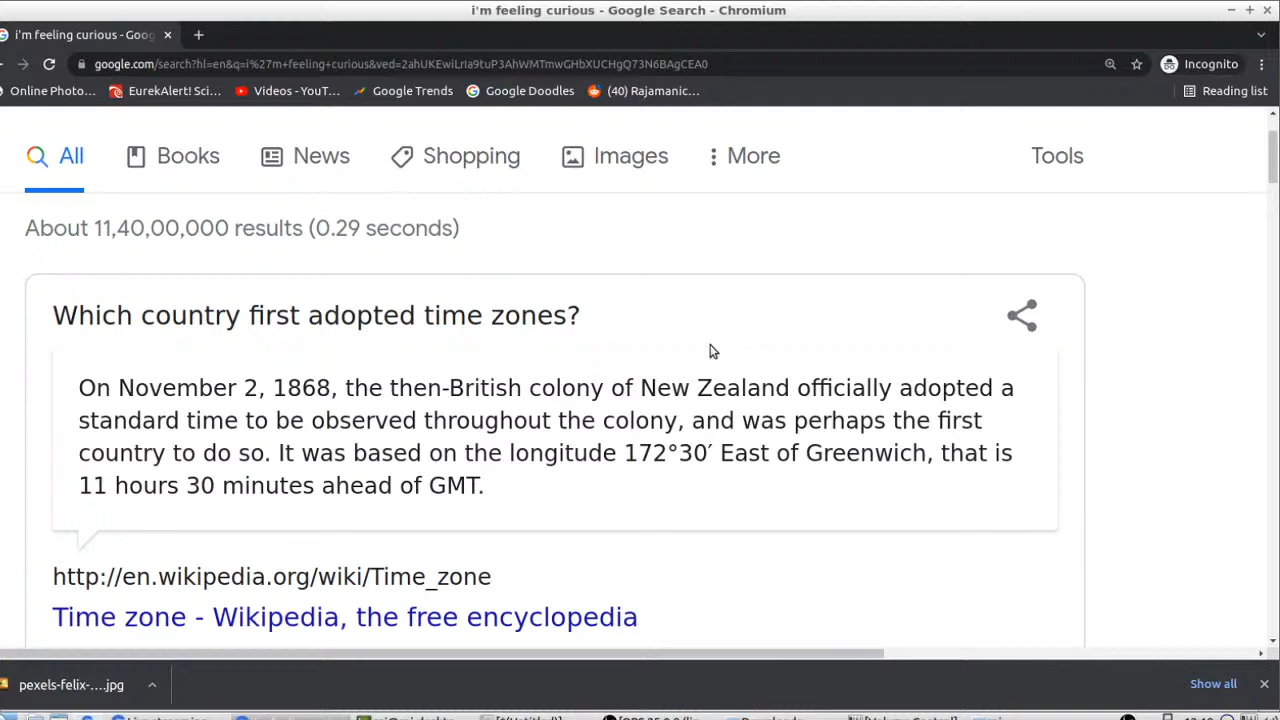 i'm feeling curious - Google Search - Chromium
i'm feeling curious - Goog
google.com/search?hl=en&q=i%27m+feeling+curious&ved=2ahUKEwiLrIa9tuP3AhWMTmwGHbXUCHgQ73N6BAgCEA0
Incognito
Online Photo... EurekAlert! Sci... Videos - YouT... Google Trends Google Doodles (40) Rajamanic... Reading list
All Books News Shopping Images More Tools
About 11,40,00,000 results (0.29 seconds)
Which country first adopted time zones?
On November 2, 1868, the then-British colony of New Zealand officially adopted a
standard time to be observed throughout the colony, and was perhaps the first
country to do so. It was based on the longitude 172°30′ East of Greenwich, that is
11 hours 30 minutes ahead of GMT.
http://en.wikipedia.org/wiki/Time_zone
Time zone - Wikipedia, the free encyclopedia
pexels-felix-....jpg
Show all